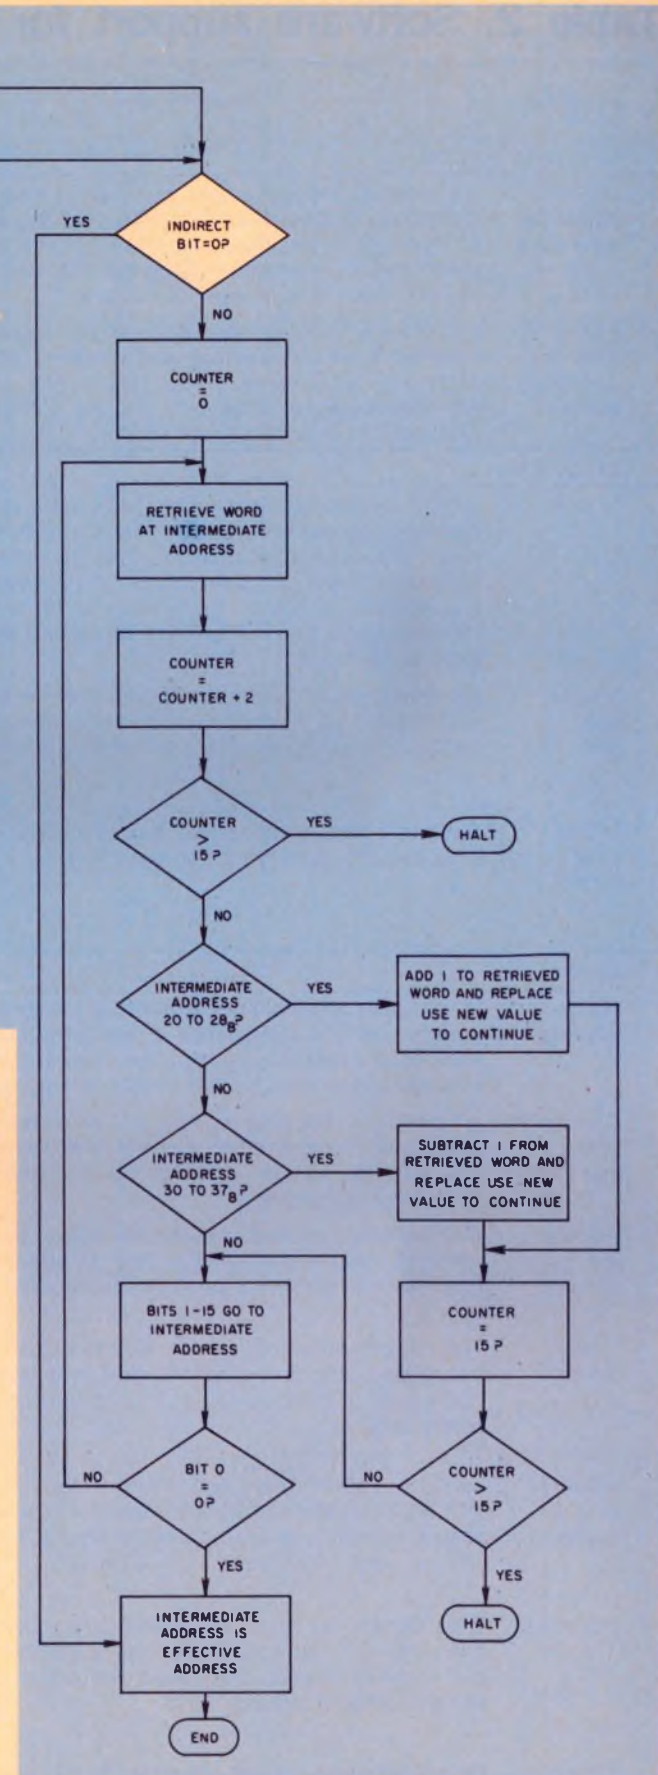 YES
INDIRECT
BIT=0?
NO
COUNTER
=
0
RETRIEVE WORD
AT INTERMEDIATE
ADDRESS
COUNTER
=
COUNTER + 2
COUNTER
>
15?
YES
HALT
NO
INTERMEDIATE
ADDRESS
20 TO 28₈?
YES
ADD 1 TO RETRIEVED
WORD AND REPLACE
USE NEW VALUE
TO CONTINUE
NO
INTERMEDIATE
ADDRESS
30 TO 37₈?
YES
SUBTRACT 1 FROM
RETRIEVED WORD AND
REPLACE USE NEW
VALUE TO CONTINUE
NO
BITS 1-15 GO TO
INTERMEDIATE
ADDRESS
COUNTER
=
15?
NO
BIT 0
=
0?
NO
COUNTER
>
15?
YES
YES
INTERMEDIATE
ADDRESS IS
EFFECTIVE
ADDRESS
HALT
END